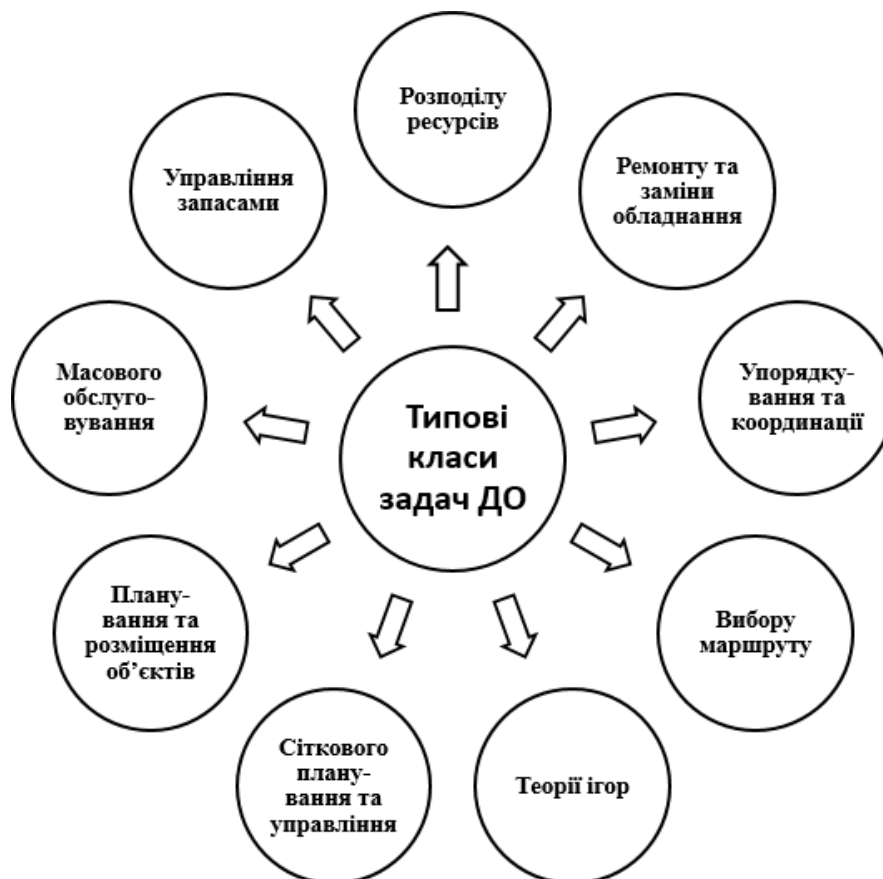 Розподілу
ресурсів
Ремонту та
заміни
обладнання
Упорядку-
вання та
координації
Вибору
маршруту
Теорії ігор
Сіткового
плану-
вання та
управління
Плану-
вання та
розміщення
об’єктів
Масового
обслуго-
вування
Управління
запасами
Типові
класи
задач ДО